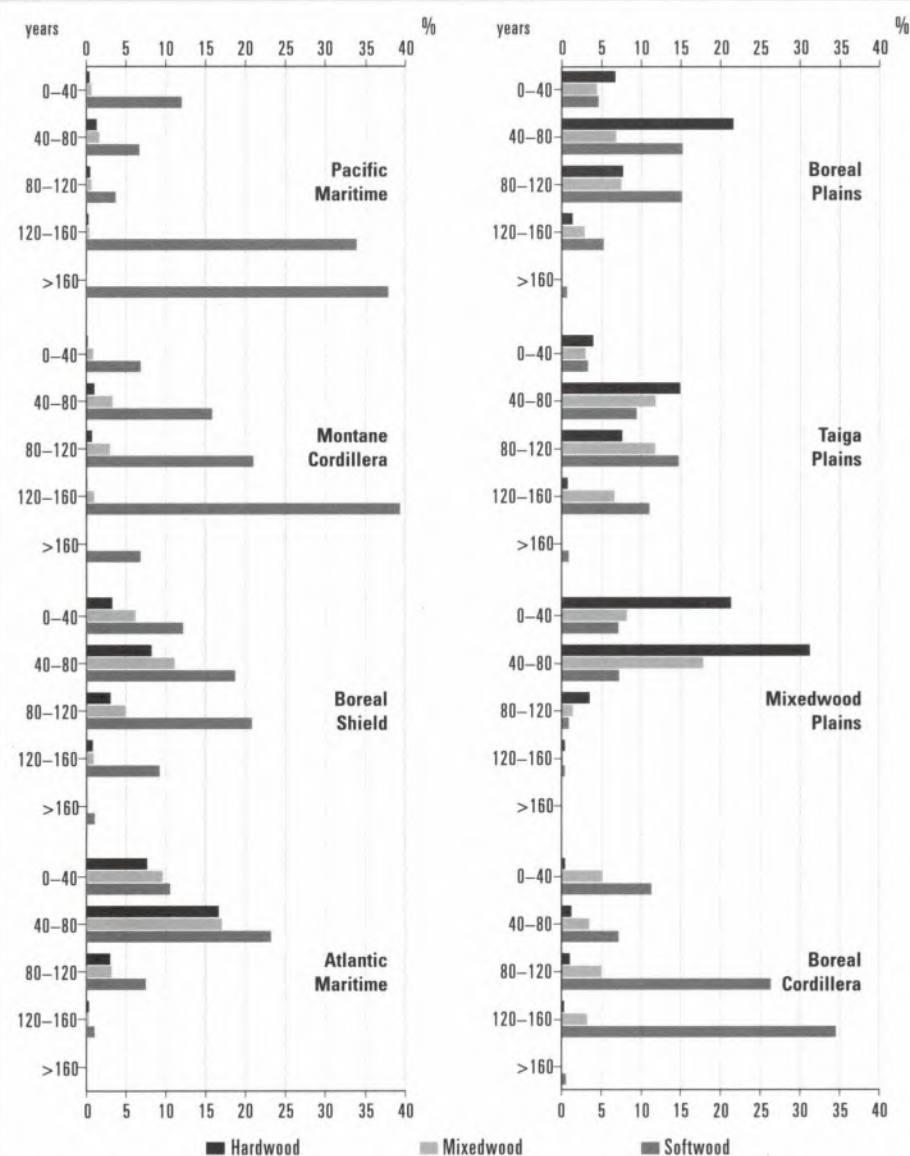 years
0 5 10 15 20 25 30 35 40 %
0–40
40–80
80–120
120–160
>160
Pacific
Maritime
0–40
40–80
80–120
120–160
>160
Montane
Cordillera
0–40
40–80
80–120
120–160
>160
Boreal
Shield
0–40
40–80
80–120
120–160
>160
Atlantic
Maritime
0 5 10 15 20 25 30 35 40
years
0 5 10 15 20 25 30 35 40 %
0–40
40–80
80–120
120–160
>160
Boreal
Plains
0–40
40–80
80–120
120–160
>160
Taiga
Plains
0–40
40–80
80–120
120–160
>160
Mixedwood
Plains
0–40
40–80
80–120
120–160
>160
Boreal
Cordillera
0 5 10 15 20 25 30 35 40
Hardwood Mixedwood Softwood